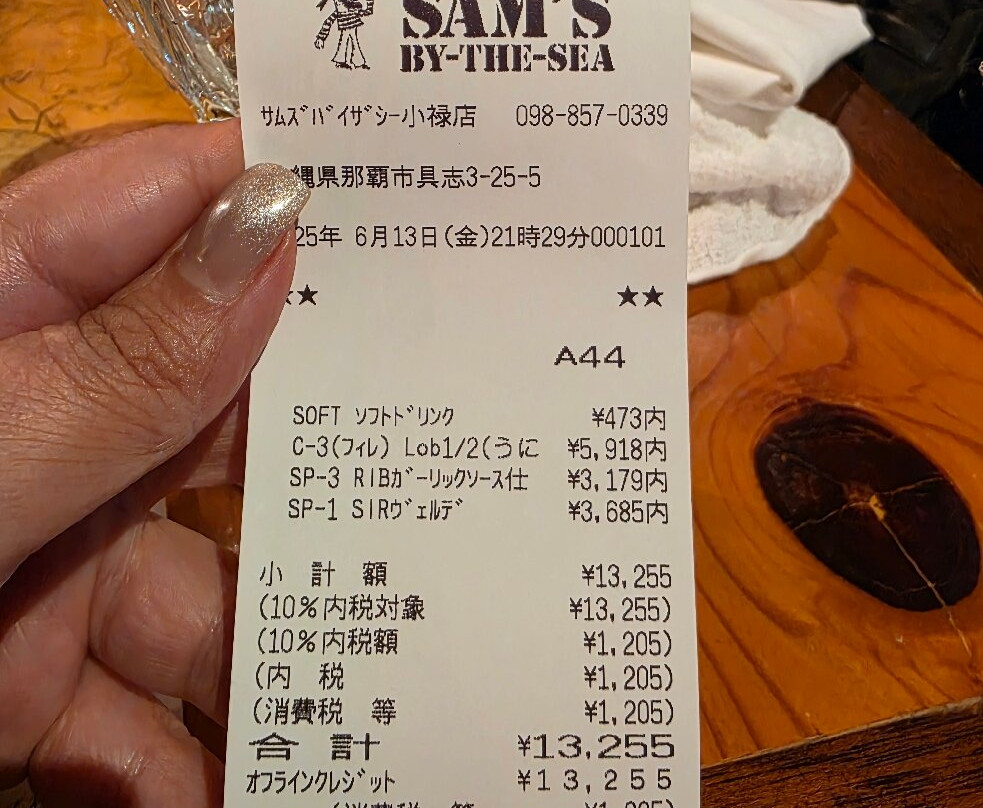 SAM'S
BY-THE-SEA
サムズバイザシー小禄店 098-857-0339
縄県那覇市具志3-25-5
25年 6月13日(金)21時29分000101
★★ ★★
A44
SOFT ソフトドリンク ¥473内
C-3(フィレ) Lob1/2(うに ¥5,918内
SP-3 RIBガーリックソース仕 ¥3,179内
SP-1 SIRヴェルデ ¥3,685内
小 計 額 ¥13,255
(10%内税対象 ¥13,255)
(10%内税額 ¥1,205)
(内 税 ¥1,205)
(消費税 等 ¥1,205)
合 計 ¥13,255
オフラインクレジット ¥13,255
(消費税 等 ¥1,205)